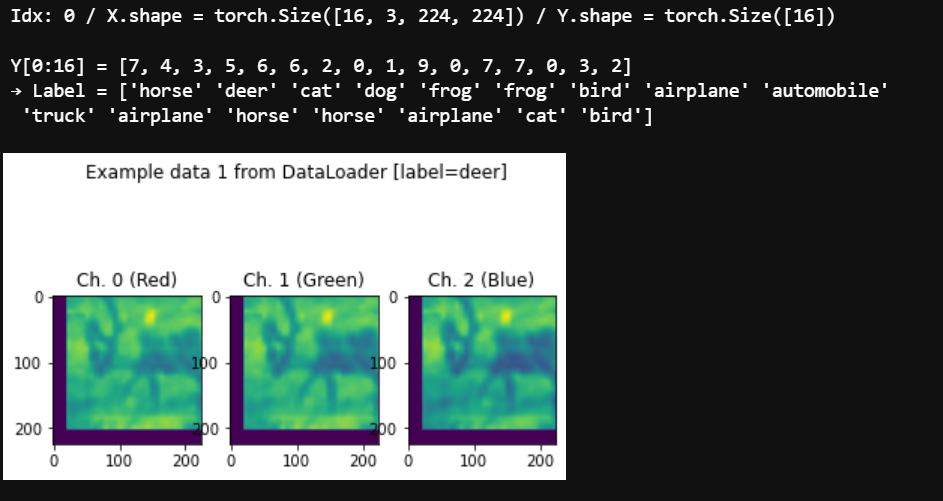 Idx: 0 / X.shape = torch.Size([16, 3, 224, 224]) / Y.shape = torch.Size([16])
Y[0:16] = [7, 4, 3, 5, 6, 6, 2, 0, 1, 9, 0, 7, 7, 0, 3, 2]
→ Label = ['horse' 'deer' 'cat' 'dog' 'frog' 'frog' 'bird' 'airplane' 'automobile'
'truck' 'airplane' 'horse' 'horse' 'airplane' 'cat' 'bird']
Example data 1 from DataLoader [label=deer]
Ch. 0 (Red) Ch. 1 (Green) Ch. 2 (Blue)
0 0 0
100 100 100
200 200 200
0 100 200 0 100 200 0 100 200